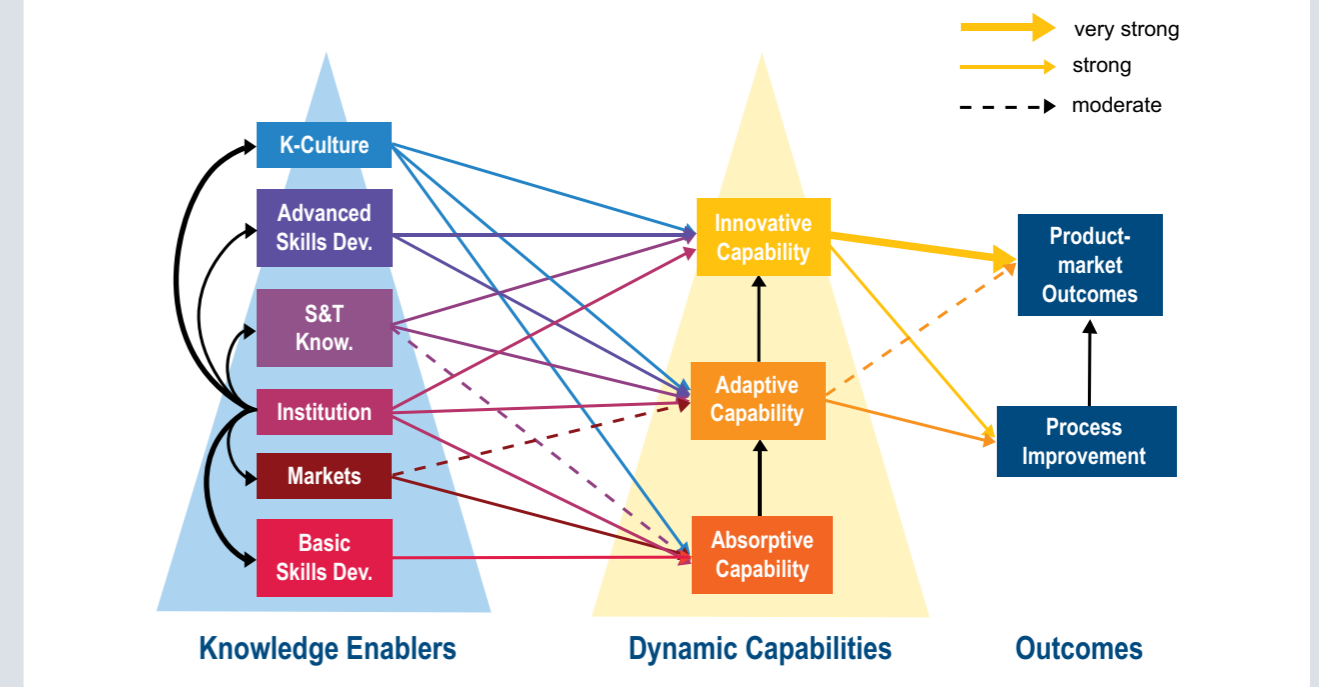 very strong
strong
moderate
K-Culture
Advanced
Skills Dev.
S&T
Know.
Institution
Markets
Basic
Skills Dev.
Innovative
Capability
Adaptive
Capability
Absorptive
Capability
Product-
market
Outcomes
Process
Improvement
Knowledge Enablers
Dynamic Capabilities
Outcomes